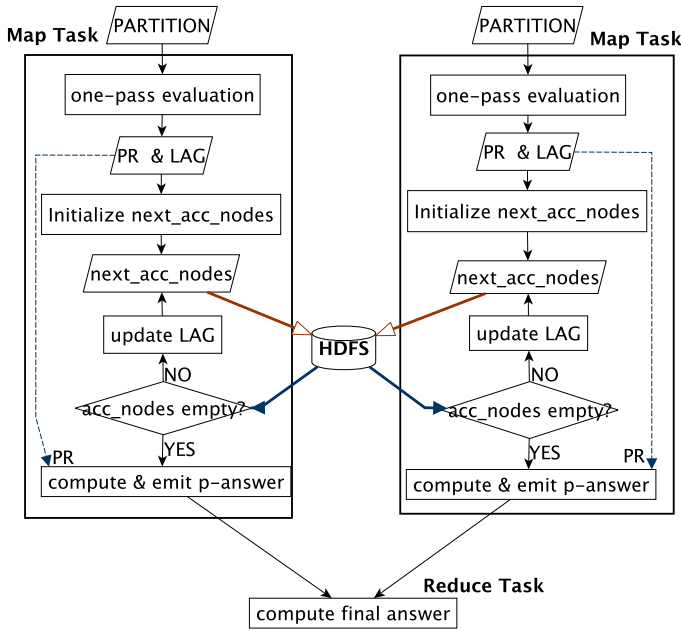 Map Task
PARTITION
one-pass evaluation
PR & LAG
Initialize next_acc_nodes
next_acc_nodes
update LAG
NO
acc_nodes empty?
YES
PR
compute & emit p-answer
HDFS
PARTITION
Map Task
one-pass evaluation
PR & LAG
Initialize next_acc_nodes
next_acc_nodes
update LAG
NO
acc_nodes empty?
YES
PR
compute & emit p-answer
Reduce Task
compute final answer